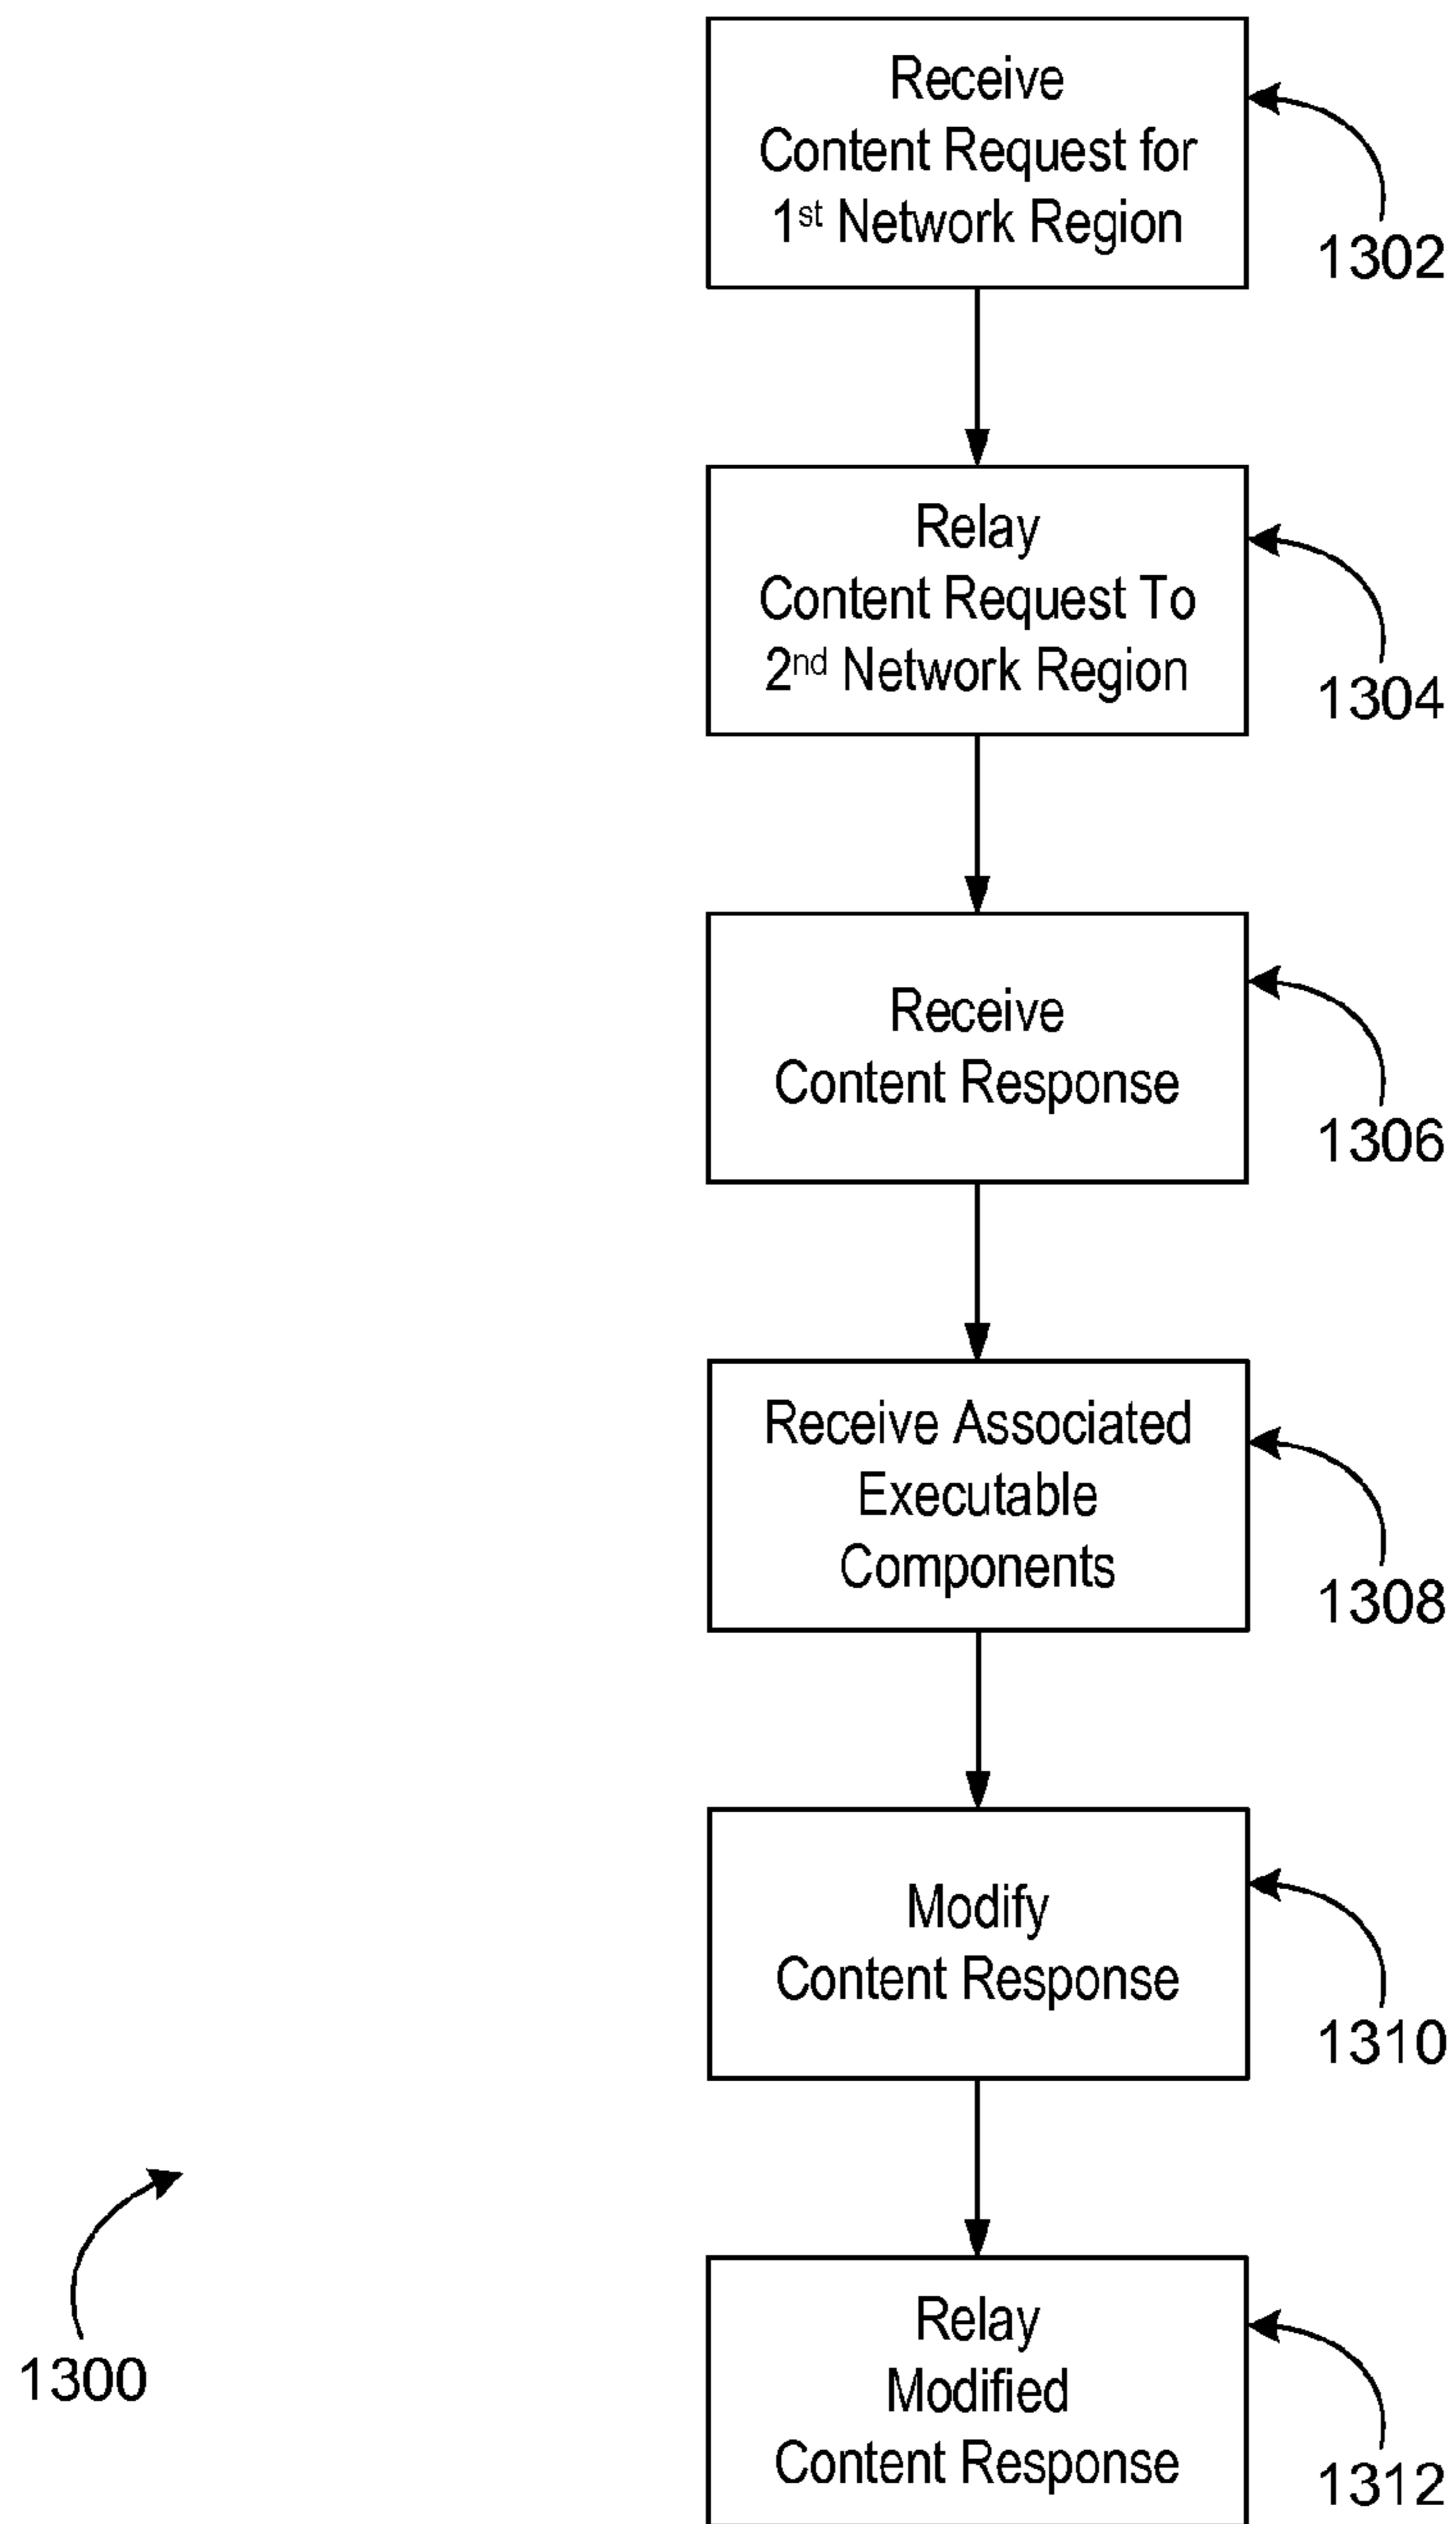 Receive
Content Request for
1st Network Region
1302
Relay
Content Request To
2nd Network Region
1304
Receive
Content Response
1306
Receive Associated
Executable
Components
1308
Modify
Content Response
1310
Relay
Modified
Content Response
1312
1300